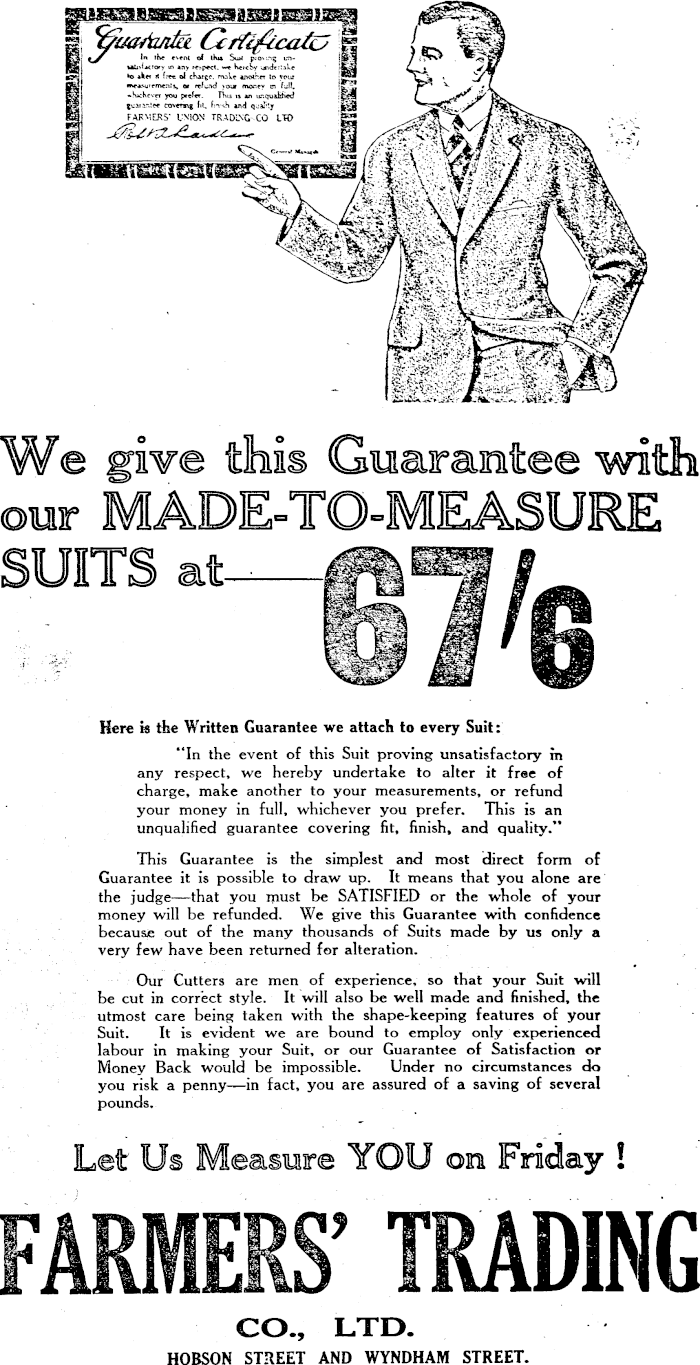 Guarantee Certificate
In the event of this Suit proving un-
satisfactory in any respect, we hereby undertake
to alter it free of charge, make another to your
measurements, or refund your money in full,
whichever you prefer. This is an unqualified
guarantee covering fit, finish and quality
FARMERS' UNION TRADING CO LTD
General Manager
We give this Guarantee with
our MADE-TO-MEASURE
SUITS at — 67/6
Here is the Written Guarantee we attach to every Suit:
"In the event of this Suit proving unsatisfactory in
any respect, we hereby undertake to alter it free of
charge, make another to your measurements, or refund
your money in full, whichever you prefer. This is an
unqualified guarantee covering fit, finish, and quality."
This Guarantee is the simplest and most direct form of
Guarantee it is possible to draw up. It means that you alone are
the judge—that you must be SATISFIED or the whole of your
money will be refunded. We give this Guarantee with confidence
because out of the many thousands of Suits made by us only a
very few have been returned for alteration.
Our Cutters are men of experience, so that your Suit will
be cut in correct style. It will also be well made and finished, the
utmost care being taken with the shape-keeping features of your
Suit. It is evident we are bound to employ only experienced
labour in making your Suit, or our Guarantee of Satisfaction or
Money Back would be impossible. Under no circumstances do
you risk a penny—in fact, you are assured of a saving of several
pounds.
Let Us Measure YOU on Friday !
FARMERS' TRADING
CO., LTD.
HOBSON STREET AND WYNDHAM STREET.